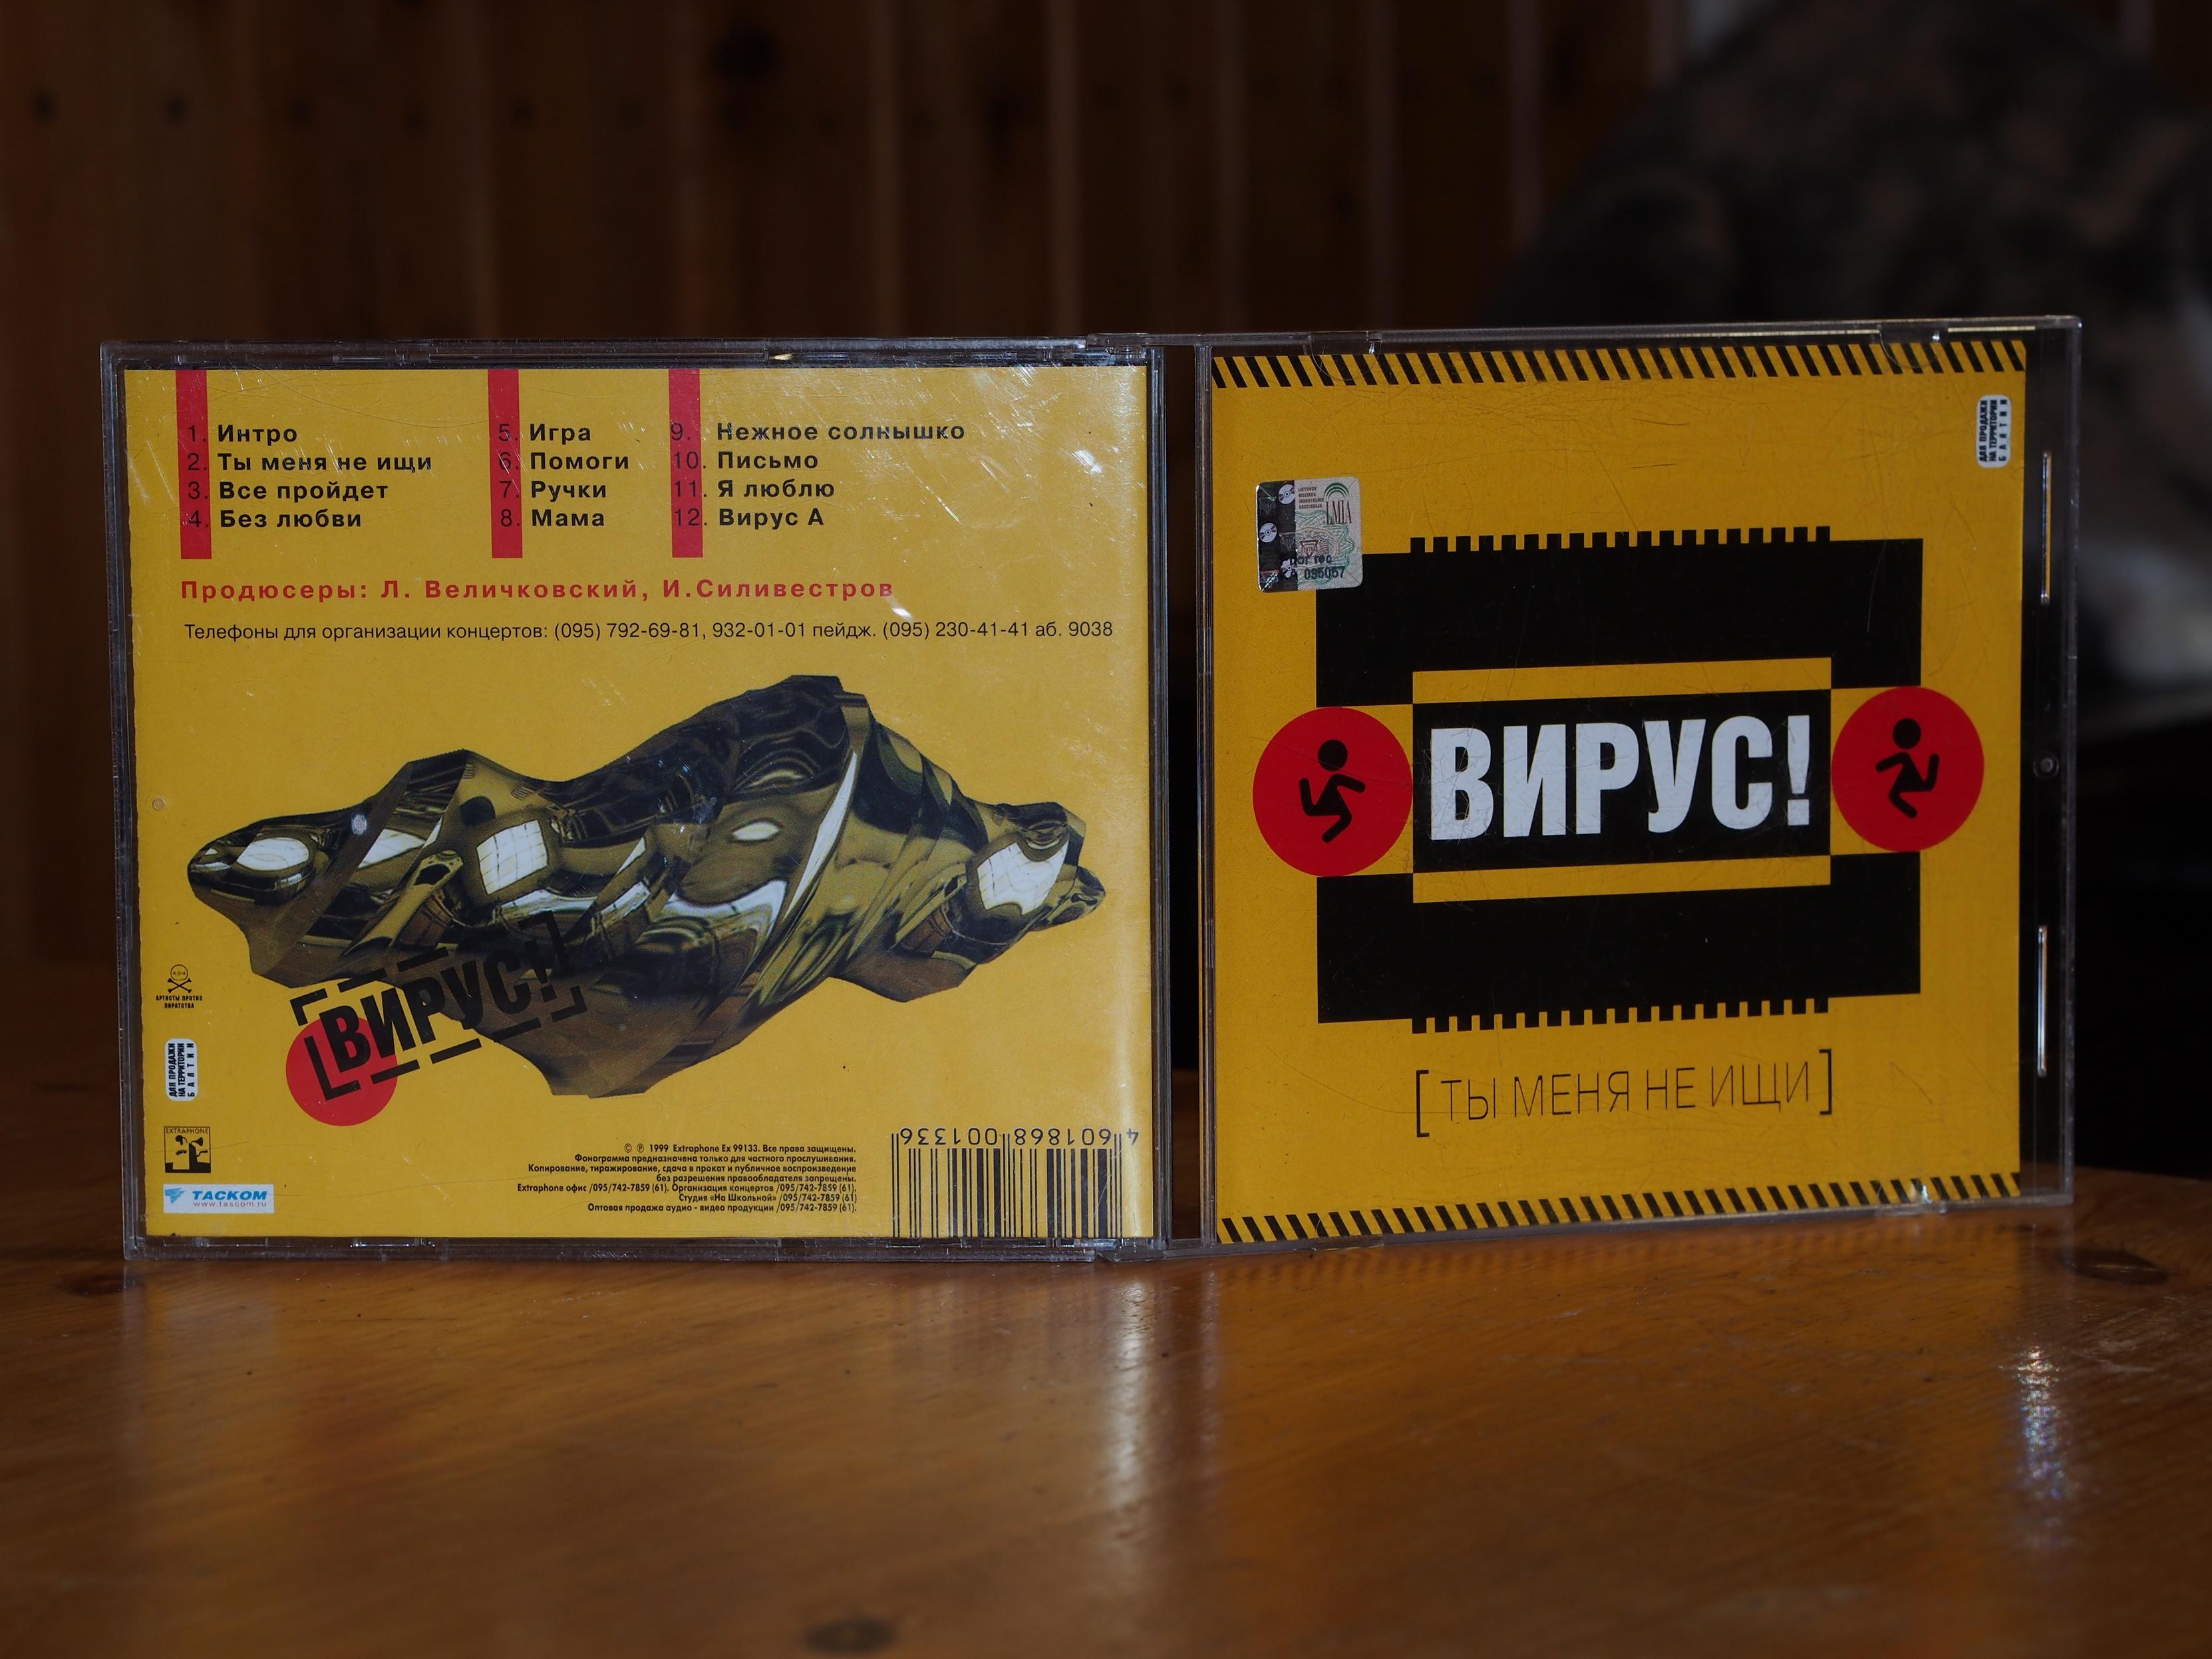 1. Интро
2. Ты меня не ищи
3. Все пройдет
4. Без любви
5. Игра
6. Помоги
7. Ручки
8. Мама
9. Нежное солнышко
10. Письмо
11. Я люблю
12. Вирус А
Продюсеры: Л. Величковский, И.Силивестров
Телефоны для организации концертов: (095) 792-69-81, 932-01-01 пейдж. (095) 230-41-41 аб. 9038
ВИРУС!
АРТИСТЫ ПРОТИВ
ПИРАТСТВА
ДЛЯ ПРОДАЖИ
НА ТЕРРИТОРИИ
БАЛТИИ
EXTRAPHONE
TACKOM
www.tascom.ru
© ℗ 1999 Extraphone Ex 99133. Все права защищены.
Фонограмма предназначена только для частного прослушивания.
Копирование, тиражирование, сдача в прокат и публичное воспроизведение
без разрешения правообладателя запрещены.
Extraphone офис /095/742-7859 (61). Организация концертов /095/742-7859 (61).
Студия «На Школьной» /095/742-7859 (61)
Оптовая продажа аудио - видео продукции /095/742-7859 (61).
4 601868 001336
ДЛЯ ПРОДАЖИ
НА ТЕРРИТОРИИ
БАЛТИИ
LMIA
095057
ВИРУС!
[ ТЫ МЕНЯ НЕ ИЩИ ]